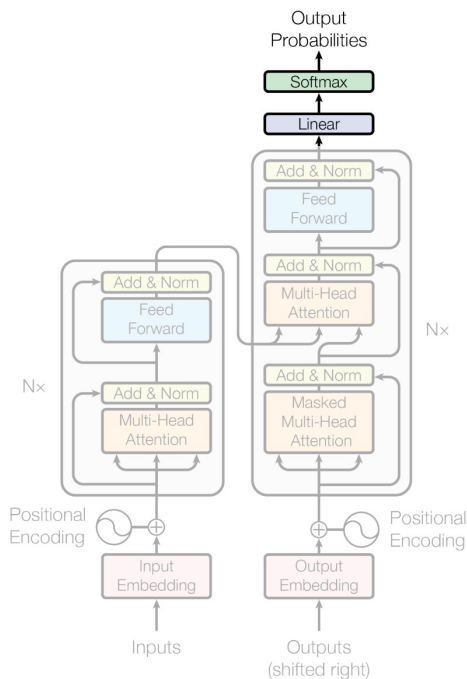 Output
Probabilities
Softmax
Linear
Add & Norm
Feed
Forward
Add & Norm
Multi-Head
Attention
Add & Norm
Masked
Multi-Head
Attention
Nx
Add & Norm
Feed
Forward
Add & Norm
Multi-Head
Attention
Nx
Positional
Encoding
Positional
Encoding
Input
Embedding
Output
Embedding
Inputs
Outputs
(shifted right)